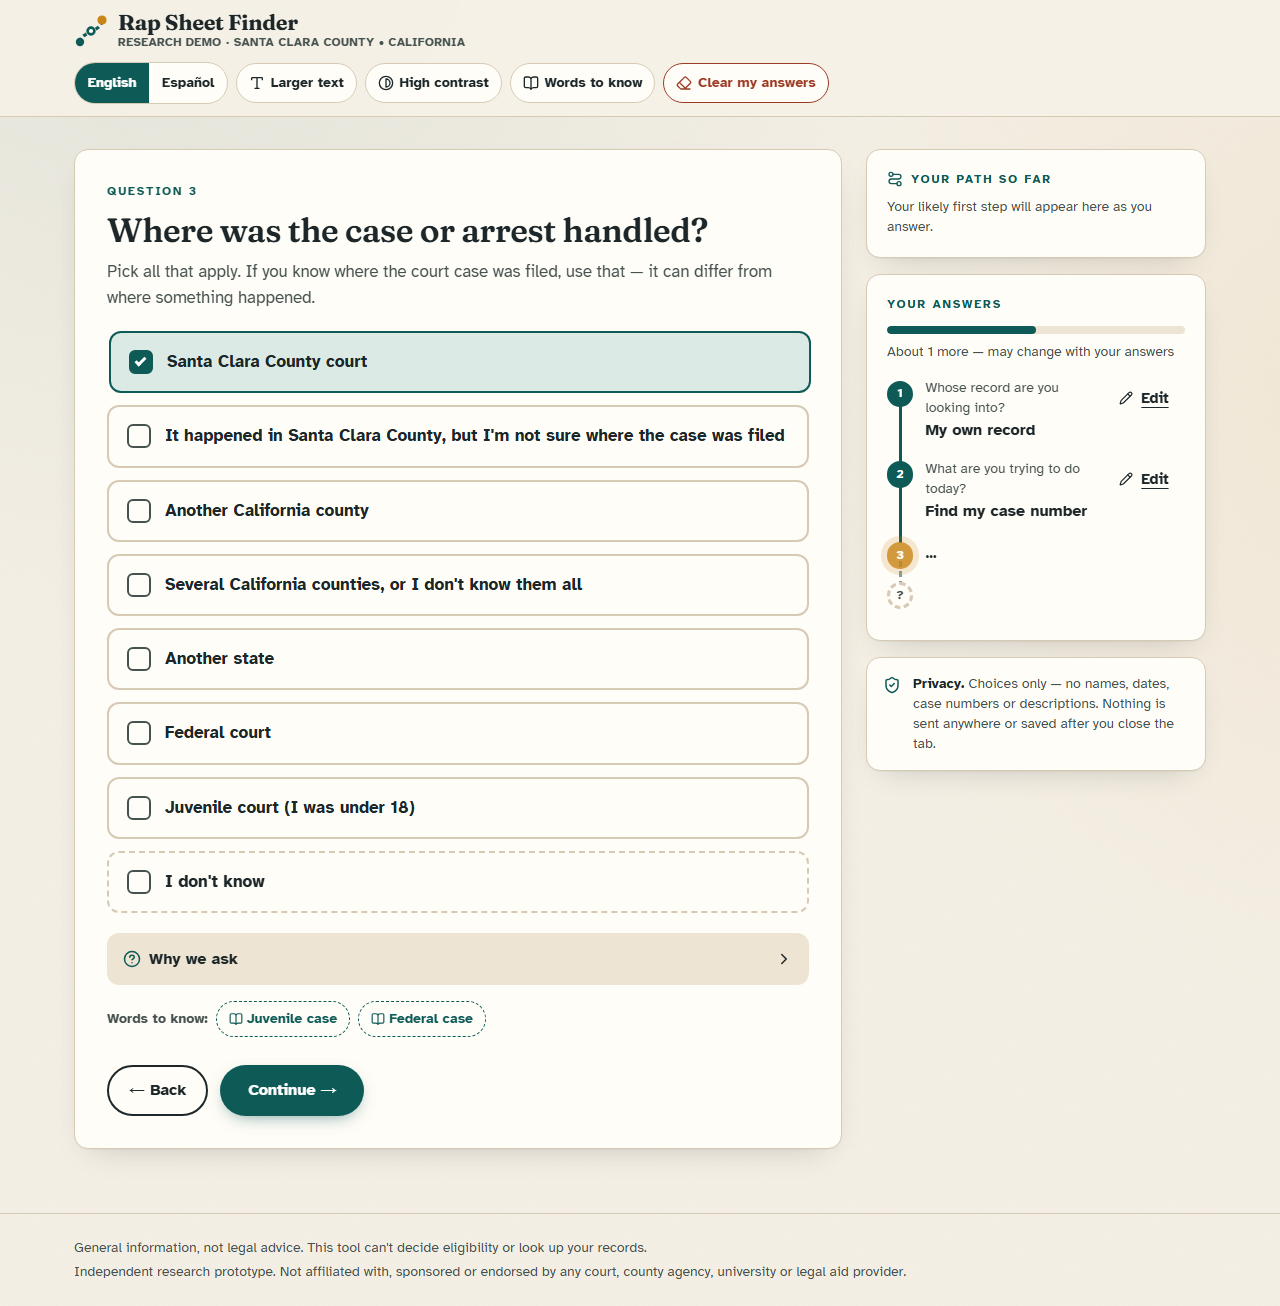 Rap Sheet Finder
RESEARCH DEMO · SANTA CLARA COUNTY • CALIFORNIA
English
Español
Larger text
High contrast
Words to know
Clear my answers
QUESTION 3
Where was the case or arrest handled?
Pick all that apply. If you know where the court case was filed, use that — it can differ from
where something happened.
Santa Clara County court
It happened in Santa Clara County, but I'm not sure where the case was filed
Another California county
Several California counties, or I don't know them all
Another state
Federal court
Juvenile court (I was under 18)
I don't know
Why we ask
Words to know:
Juvenile case
Federal case
← Back
Continue →
YOUR PATH SO FAR
Your likely first step will appear here as you
answer.
YOUR ANSWERS
About 1 more — may change with your answers
1
Whose record are you
looking into?
My own record
Edit
2
What are you trying to do
today?
Find my case number
Edit
3
...
?
Privacy. Choices only — no names, dates,
case numbers or descriptions. Nothing is
sent anywhere or saved after you close the
tab.
General information, not legal advice. This tool can't decide eligibility or look up your records.
Independent research prototype. Not affiliated with, sponsored or endorsed by any court, county agency, university or legal aid provider.